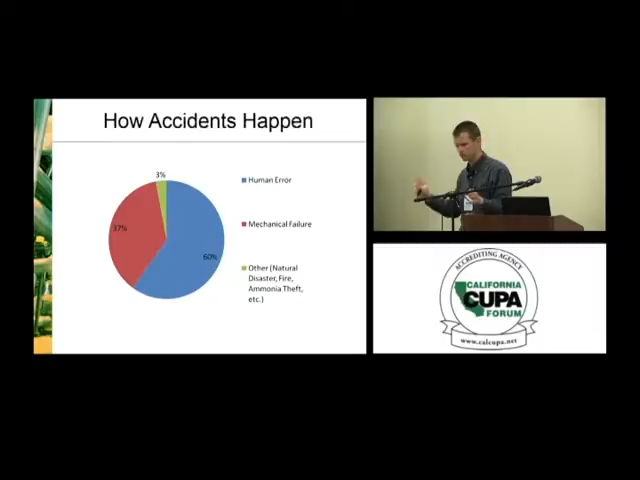 How Accidents Happen
3%
37%
60%
Human Error
Mechanical Failure
Other (Natural
Disaster, Fire,
Ammonia Theft,
etc.)
ACCREDITING AGENCY
CALIFORNIA
CUPA
FORUM
www.calcupa.net